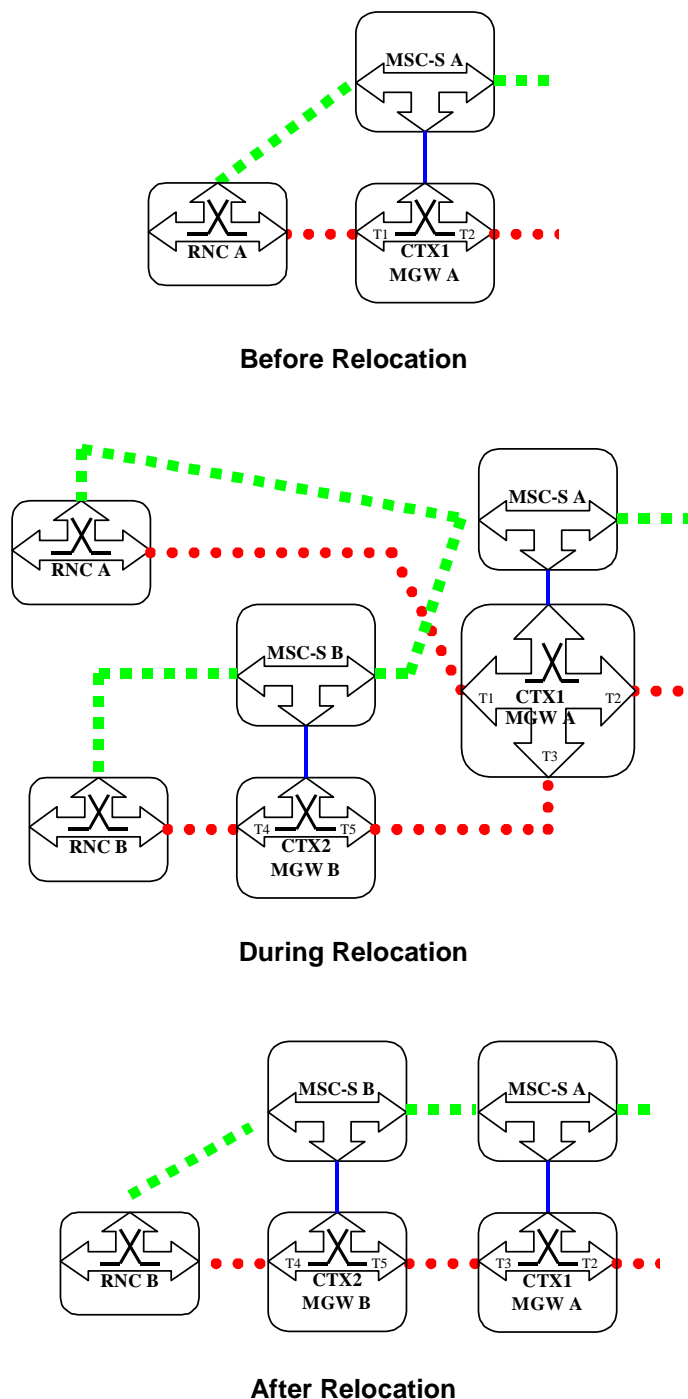 MSC-S A
T1
T2
RNC A
CTX1
MGW A
Before Relocation
MSC-S A
RNC A
MSC-S B
T1
CTX1
T2
MGW A
T3
T4
T5
RNC B
CTX2
MGW B
During Relocation
MSC-S B
MSC-S A
T4
T5
T3
T2
RNC B
CTX2
CTX1
MGW B
MGW A
After Relocation